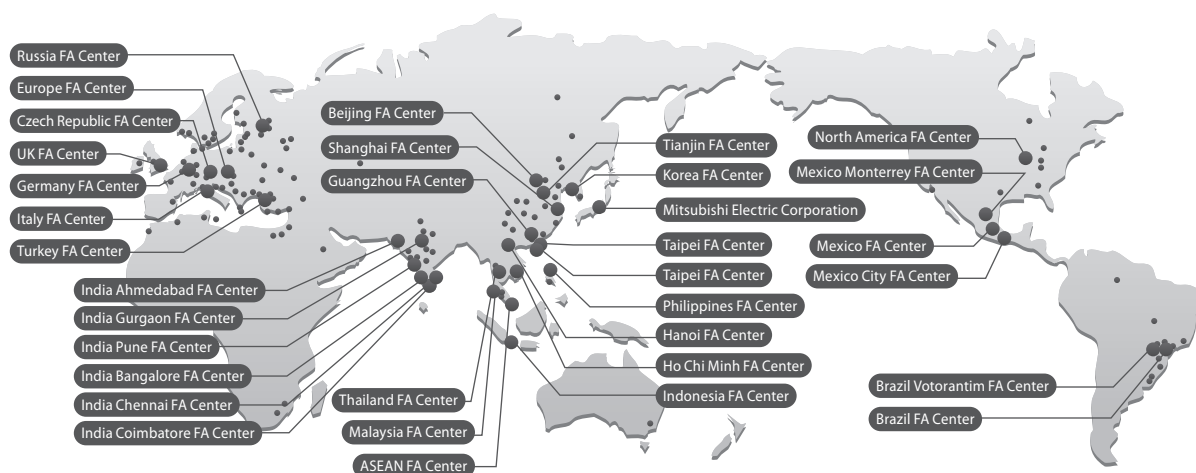 Russia FA Center
Europe FA Center
Czech Republic FA Center
UK FA Center
Germany FA Center
Italy FA Center
Turkey FA Center
India Ahmedabad FA Center
India Gurgaon FA Center
India Pune FA Center
India Bangalore FA Center
India Chennai FA Center
India Coimbatore FA Center
Beijing FA Center
Shanghai FA Center
Guangzhou FA Center
Thailand FA Center
Malaysia FA Center
ASEAN FA Center
Tianjin FA Center
Korea FA Center
Mitsubishi Electric Corporation
Taipei FA Center
Taipei FA Center
Philippines FA Center
Hanoi FA Center
Ho Chi Minh FA Center
Indonesia FA Center
North America FA Center
Mexico Monterrey FA Center
Mexico FA Center
Mexico City FA Center
Brazil Votorantim FA Center
Brazil FA Center